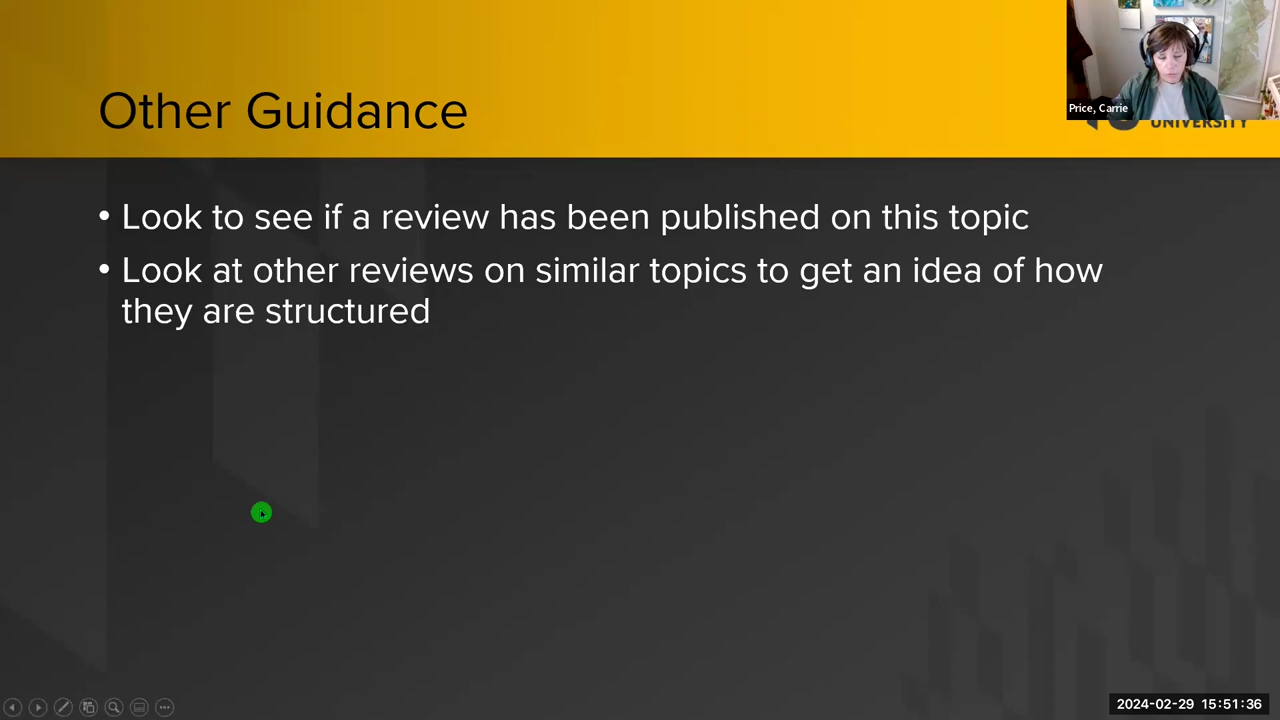 Price, Carrie
UNIVERSITY
Other Guidance
• Look to see if a review has been published on this topic
• Look at other reviews on similar topics to get an idea of how
they are structured
2024-02-29 15:51:36